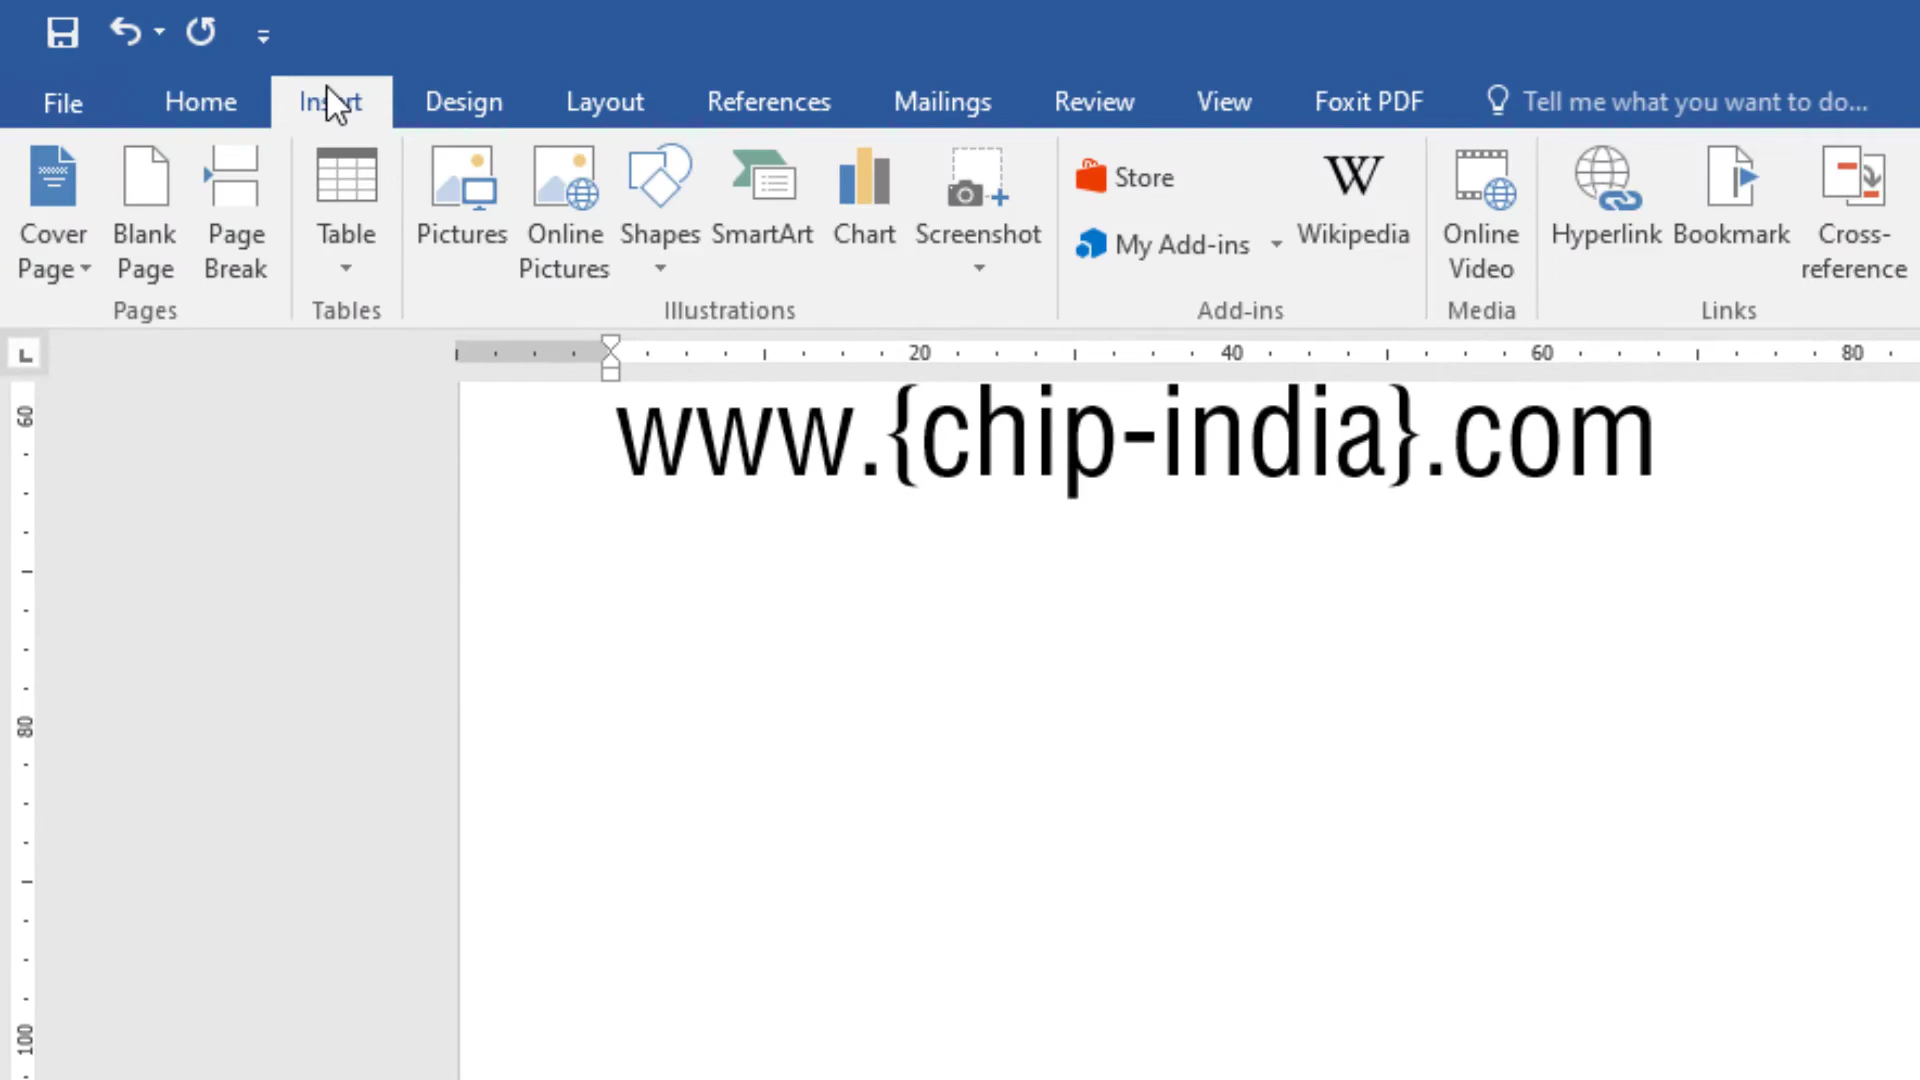 File Home Insert Design Layout References Mailings Review View Foxit PDF Tell me what you want to do...
Cover Page
Blank Page
Page Break
Pages
Table
Tables
Pictures
Online Pictures
Shapes
SmartArt
Chart
Screenshot
Illustrations
Store
My Add-ins
W
Wikipedia
Add-ins
Online Video
Media
Hyperlink
Bookmark
Cross-reference
Links
L
20 40 60 80
60
80
100
www.{chip-india}.com